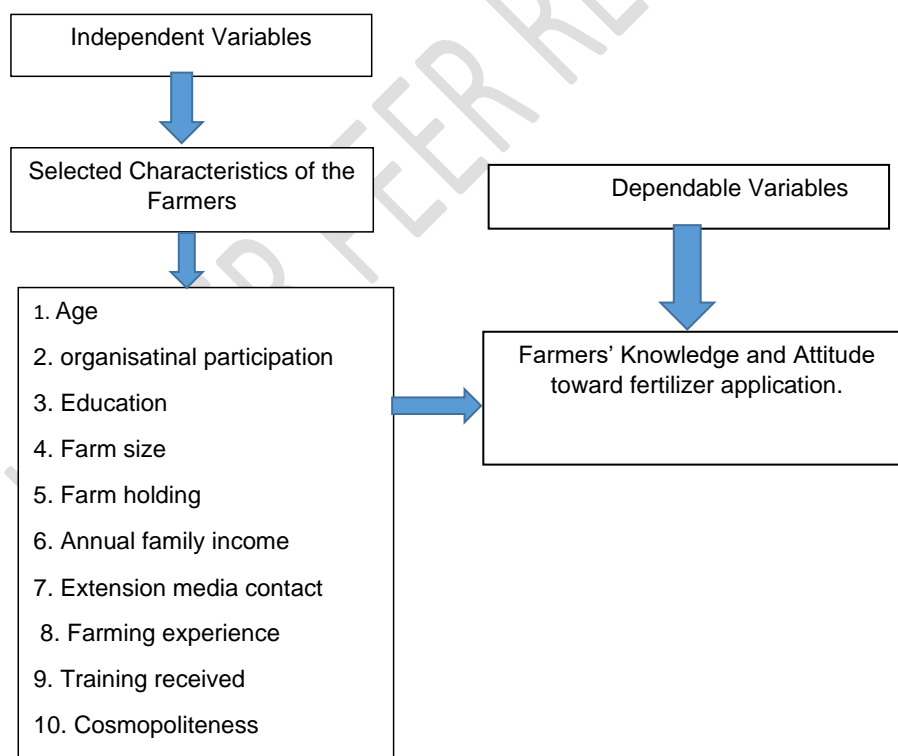 Independent Variables
Selected Characteristics of the
Farmers
Dependable Variables
1. Age
2. organisatinal participation
3. Education
4. Farm size
5. Farm holding
6. Annual family income
7. Extension media contact
8. Farming experience
9. Training received
10. Cosmopoliteness
Farmers’ Knowledge and Attitude
toward fertilizer application.